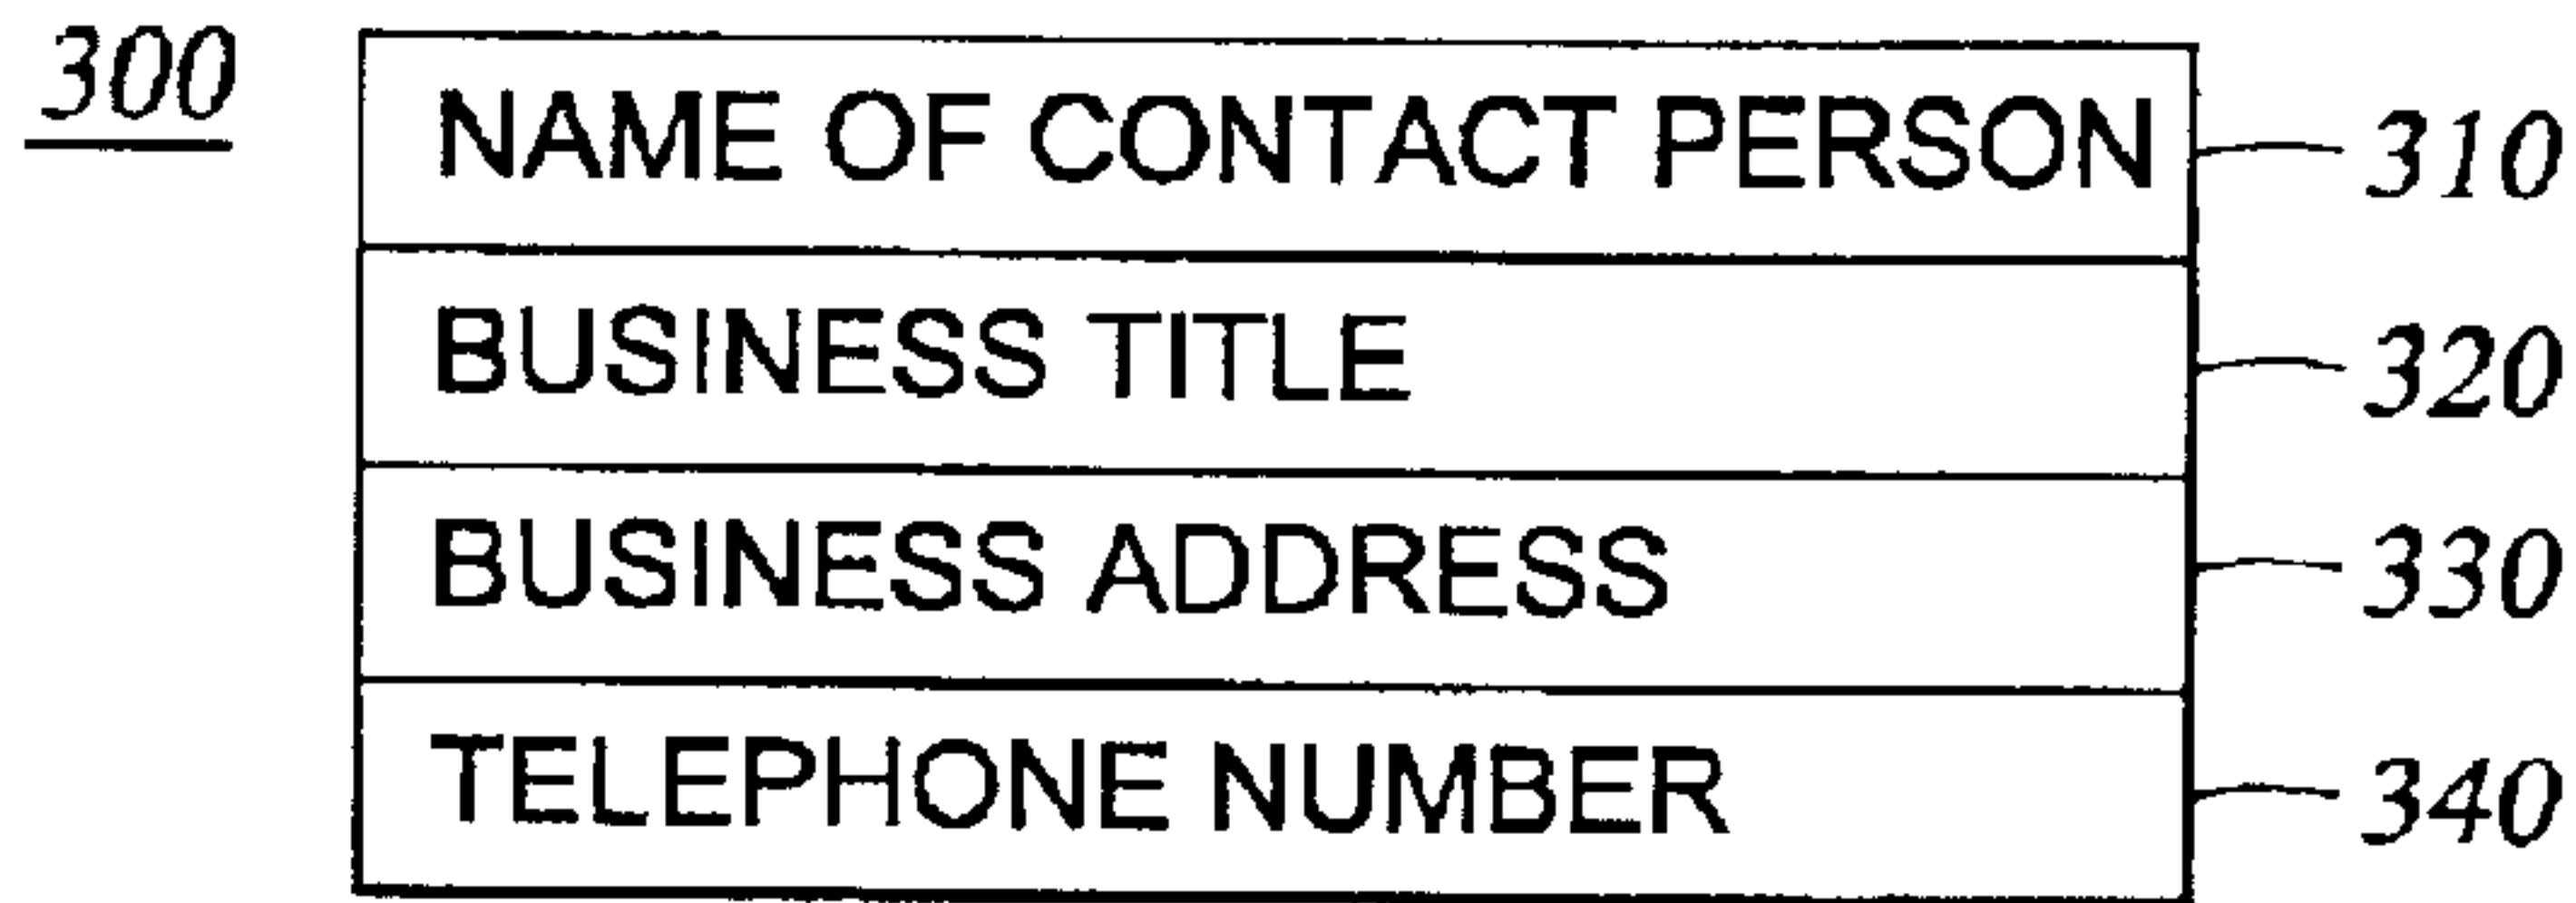 300
NAME OF CONTACT PERSON 310
BUSINESS TITLE 320
BUSINESS ADDRESS 330
TELEPHONE NUMBER 340